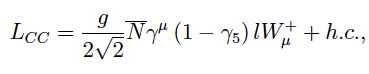 $L_{CC} = \frac{g}{2\sqrt{2}} \overline{N} \gamma^{\mu} (1 - \gamma_5) l W_{\mu}^{+} + h.c.,$